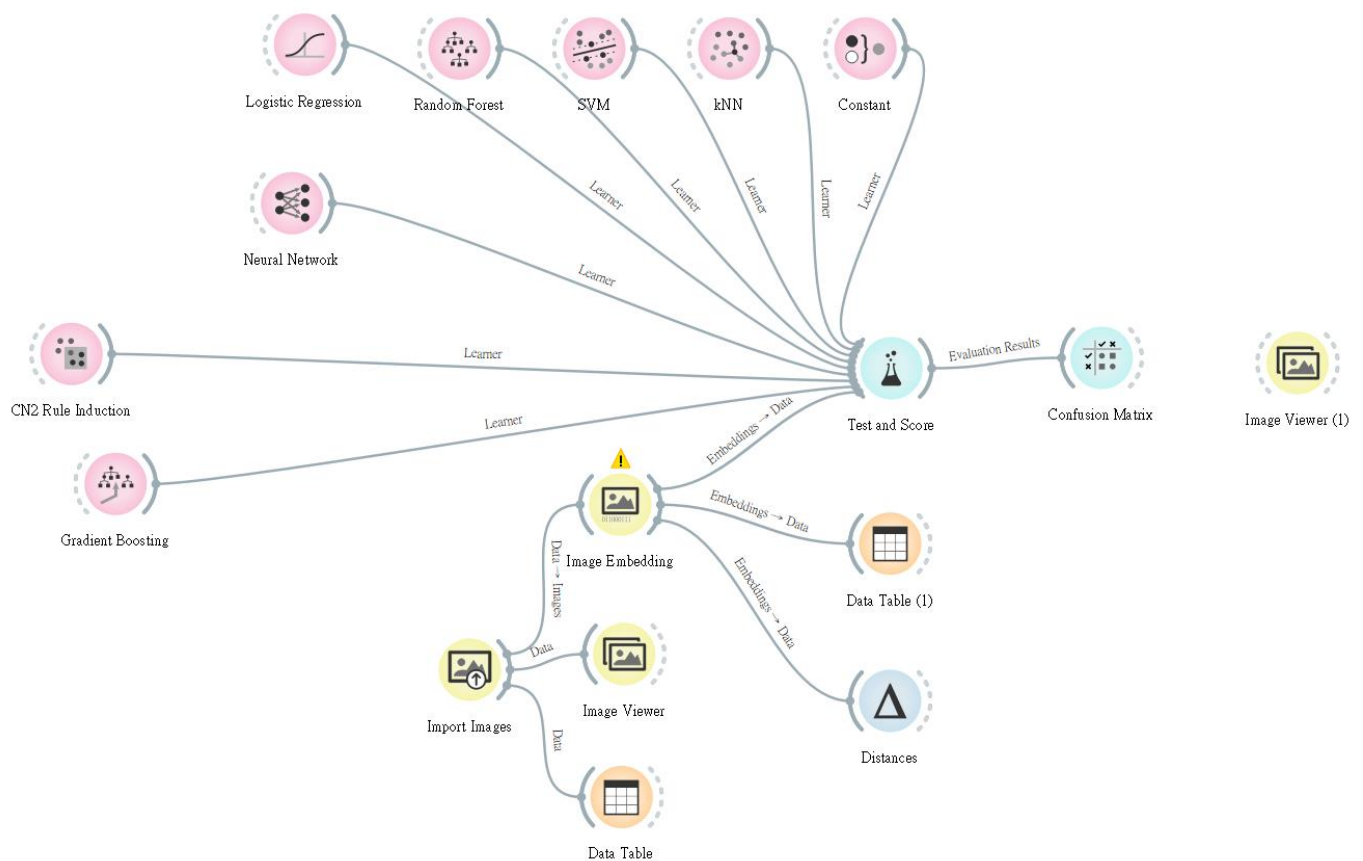 Logistic Regression
Random Forest
SVM
kNN
Constant
Learner
Learner
Learner
Learner
Learner
Neural Network
Learner
CN2 Rule Induction
Learner
Gradient Boosting
Learner
Test and Score
Evaluation Results
Confusion Matrix
Image Viewer (1)
Embeddings → Data
Image Embedding
011000111
Embeddings → Data
Data Table (1)
Embeddings → Data
Distances
Data → Images
Import Images
Data
Image Viewer
Data
Data Table